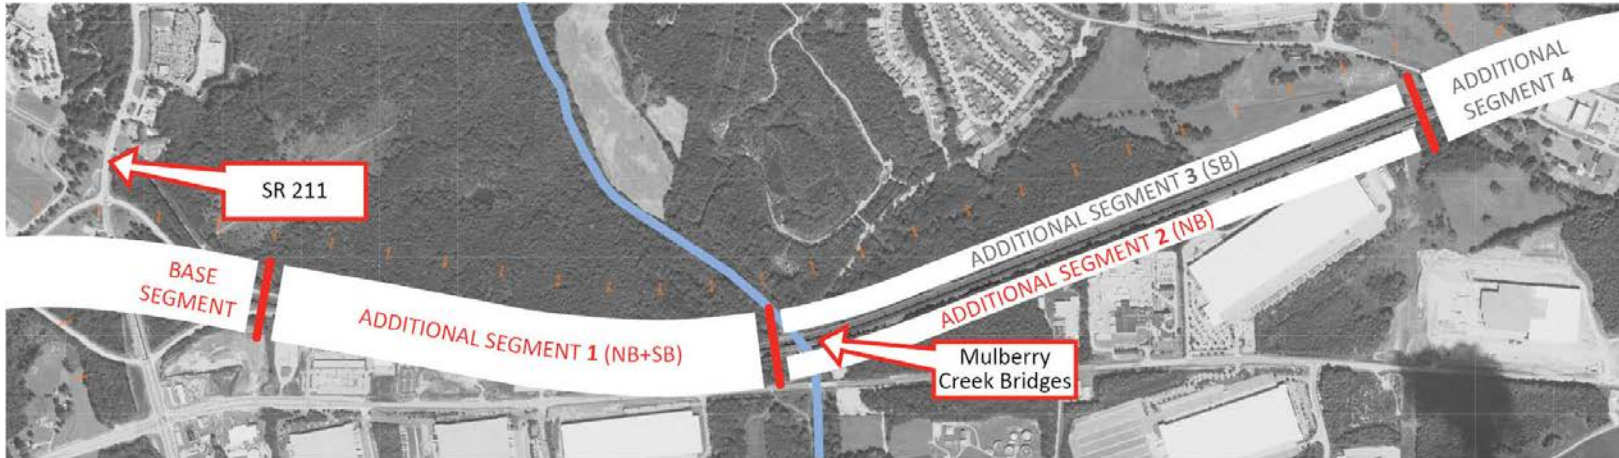 SR 211
BASE
SEGMENT
ADDITIONAL SEGMENT 1 (NB+SB)
ADDITIONAL SEGMENT 3 (SB)
ADDITIONAL SEGMENT 2 (NB)
Mulberry
Creek Bridges
ADDITIONAL
SEGMENT 4